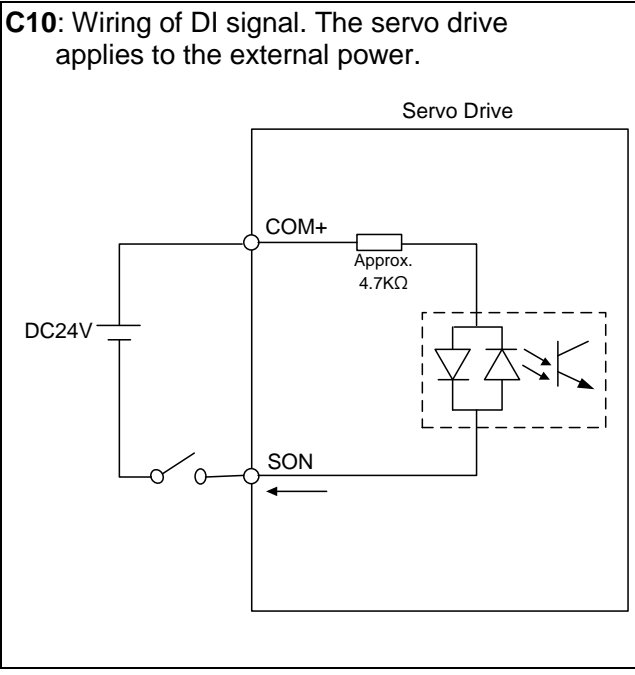 C10: Wiring of DI signal. The servo drive
applies to the external power.
Servo Drive
COM+
Approx.
4.7KΩ
DC24V
SON